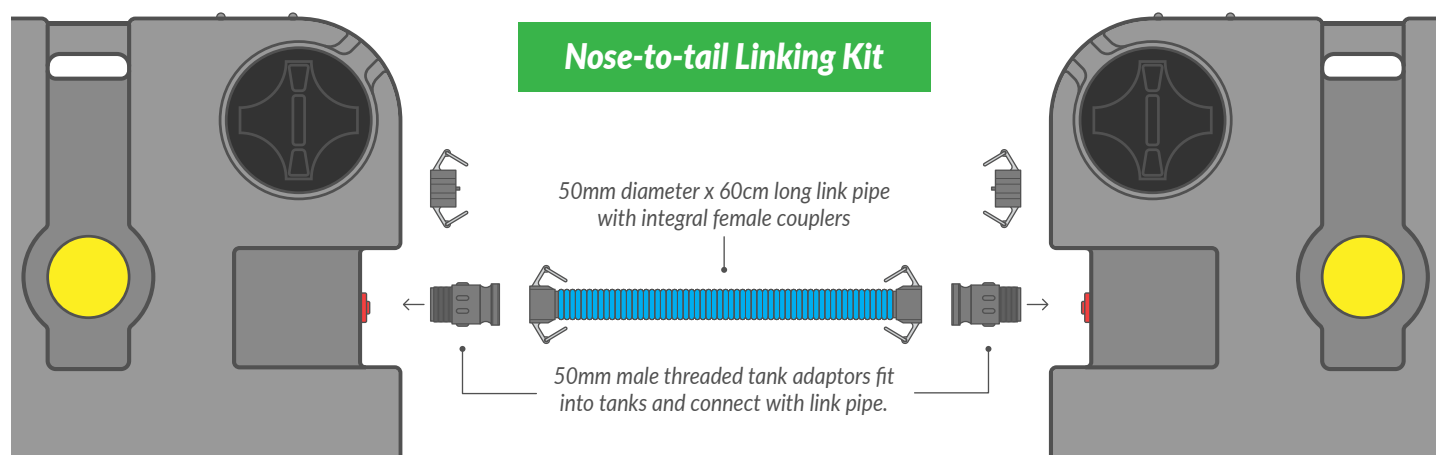 Nose-to-tail Linking Kit
50mm diameter x 60cm long link pipe
with integral female couplers
50mm male threaded tank adaptors fit
into tanks and connect with link pipe.